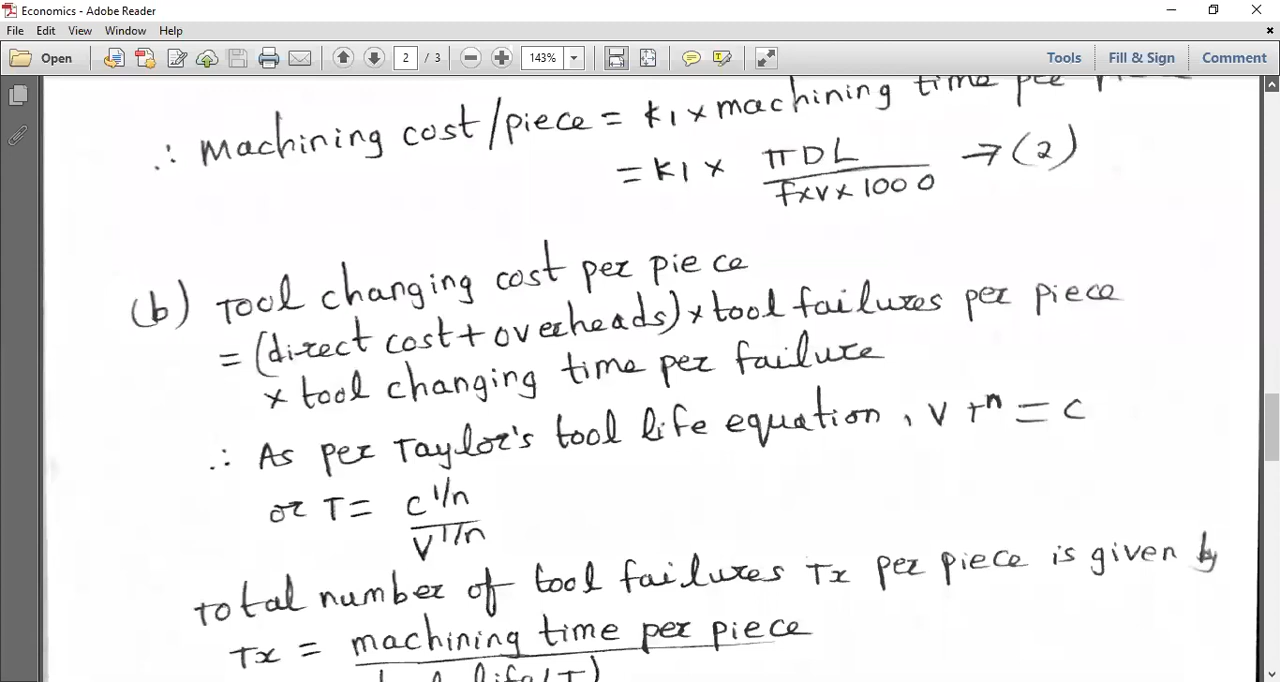 Economics - Adobe Reader
File Edit View Window Help
Open 2 / 3 143% Tools Fill & Sign Comment
∴ Machining cost/piece = K1 x machining time per
= K1 x πDL / fxvx1000 → (2)
(b) Tool changing cost per piece
= (direct cost + overheads) x tool failures per piece
x tool changing time per failure
∴ As per Taylor's tool life equation, V T^n = C
or T = C^1/n / V^1/n
Total number of tool failures Tx per piece is given by
Tx = machining time per piece
life (T)